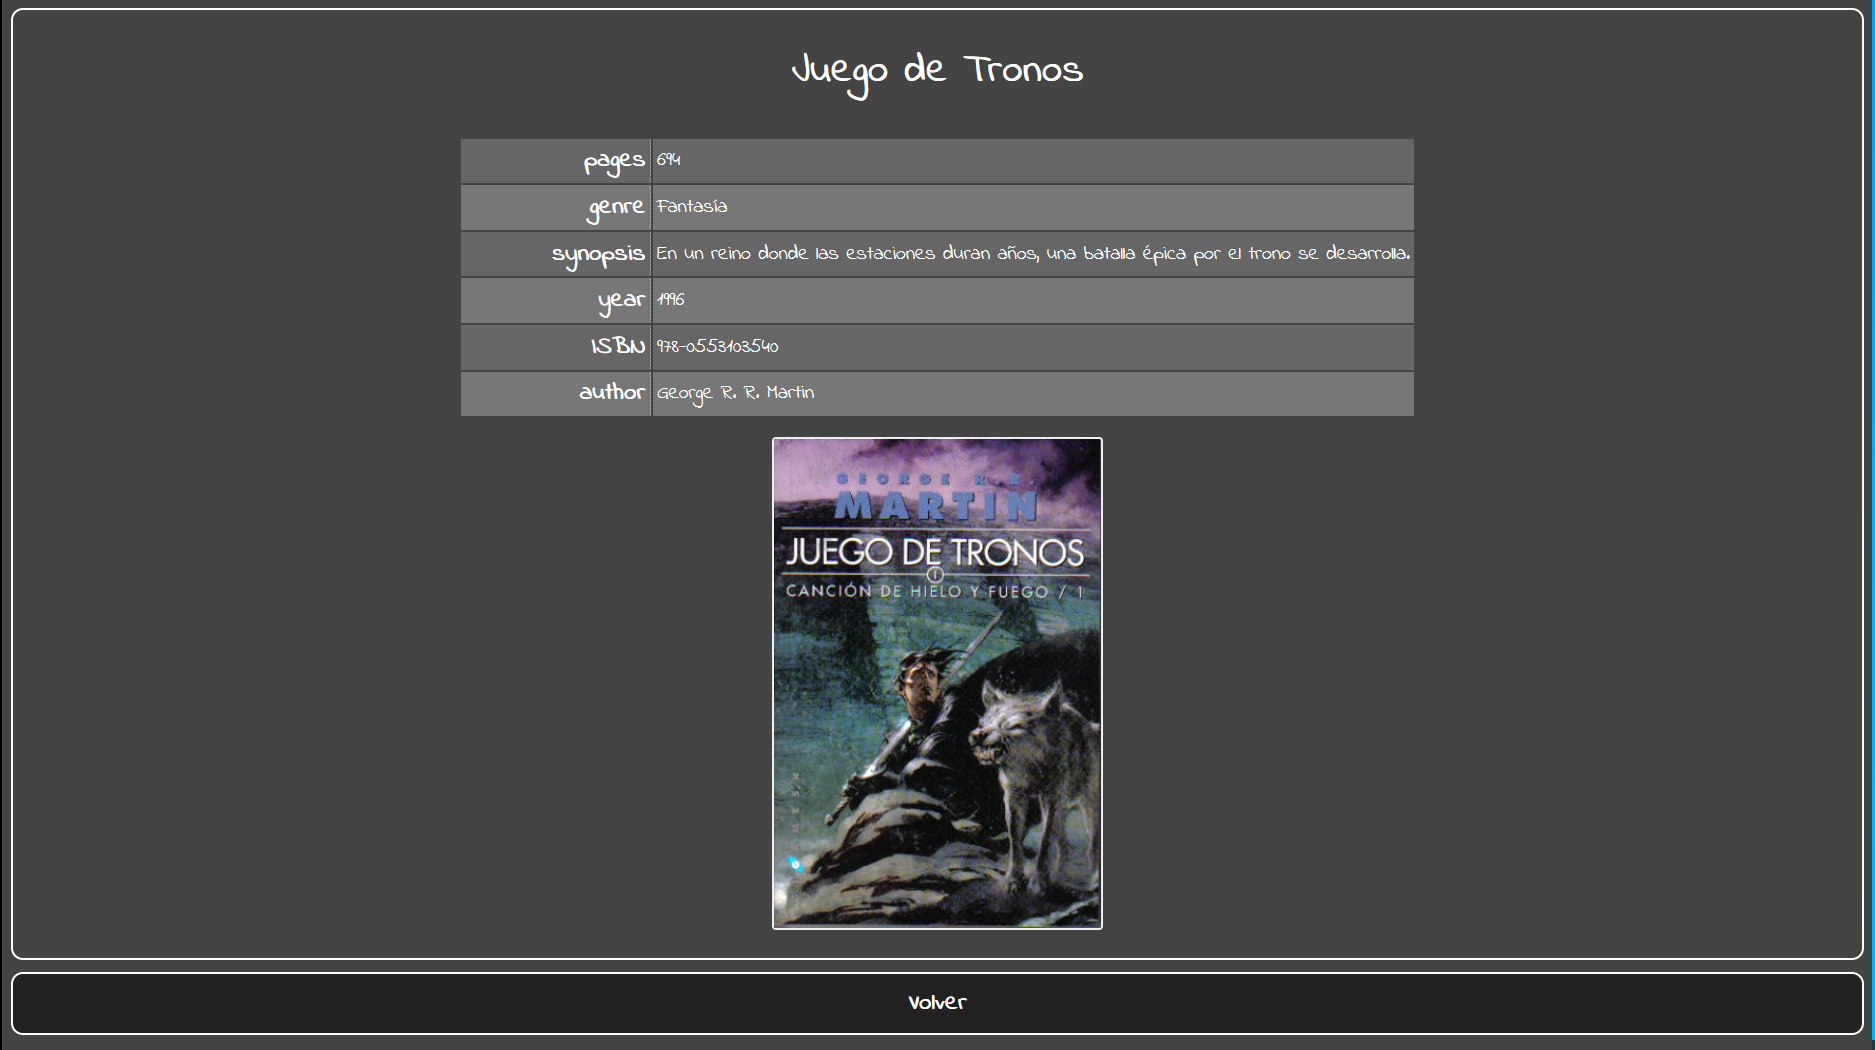 Juego de Tronos
pages 694
genre Fantasía
synopsis En un reino donde las estaciones duran años, una batalla épica por el trono se desarrolla.
year 1996
ISBN 978-0553103540
author George R. R. Martin
GEORGE R. R.
MARTIN
JUEGO DE TRONOS
1
CANCIÓN DE HIELO Y FUEGO / 1
Volver